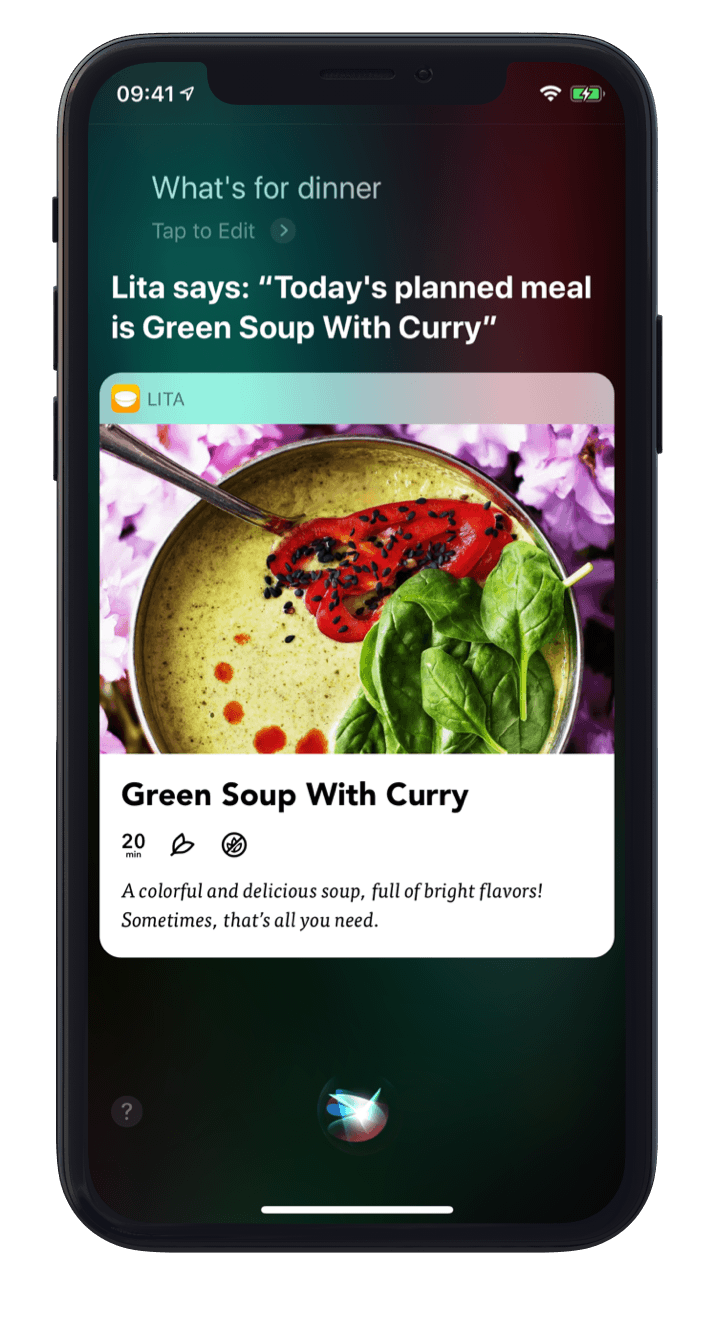 09:41
What's for dinner
Tap to Edit
Lita says: “Today's planned meal
is Green Soup With Curry”
LITA
Green Soup With Curry
20
min
A colorful and delicious soup, full of bright flavors!
Sometimes, that's all you need.
?